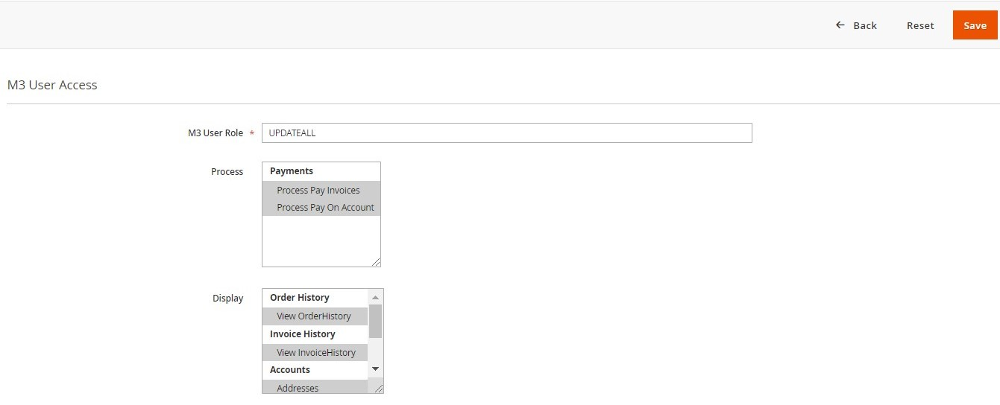 ← Back Reset Save
M3 User Access
M3 User Role * UPDATEALL
Process
Payments
Process Pay Invoices
Process Pay On Account
Display
Order History
View OrderHistory
Invoice History
View InvoiceHistory
Accounts
Addresses